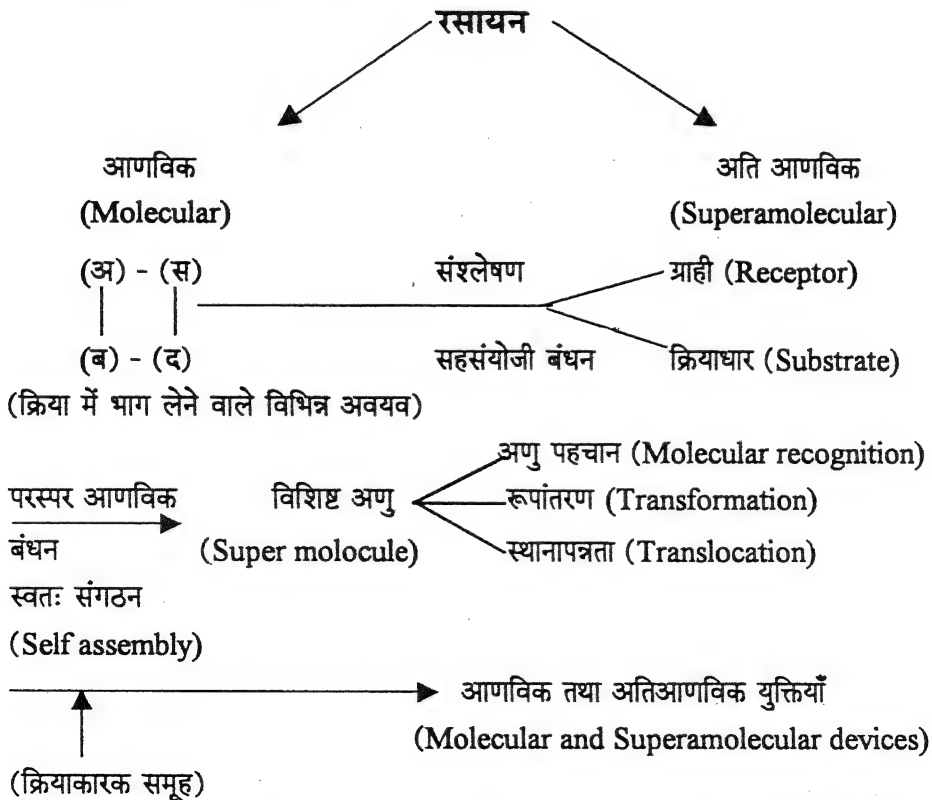 रसायन
आणविक अति आणविक
(Molecular) (Superamolecular)
(अ) - (स) संश्लेषण ग्राही (Receptor)
(ब) - (द) सहसंयोजी बंधन क्रियाधार (Substrate)
(क्रिया में भाग लेने वाले विभिन्न अवयव)
अणु पहचान (Molecular recognition)
परस्पर आणविक विशिष्ट अणु रूपांतरण (Transformation)
बंधन (Super molocule) स्थानापन्नता (Translocation)
स्वतः संगठन
(Self assembly)
आणविक तथा अतिआणविक युक्तियाँ
(Molecular and Superamolecular devices)
(क्रियाकारक समूह)